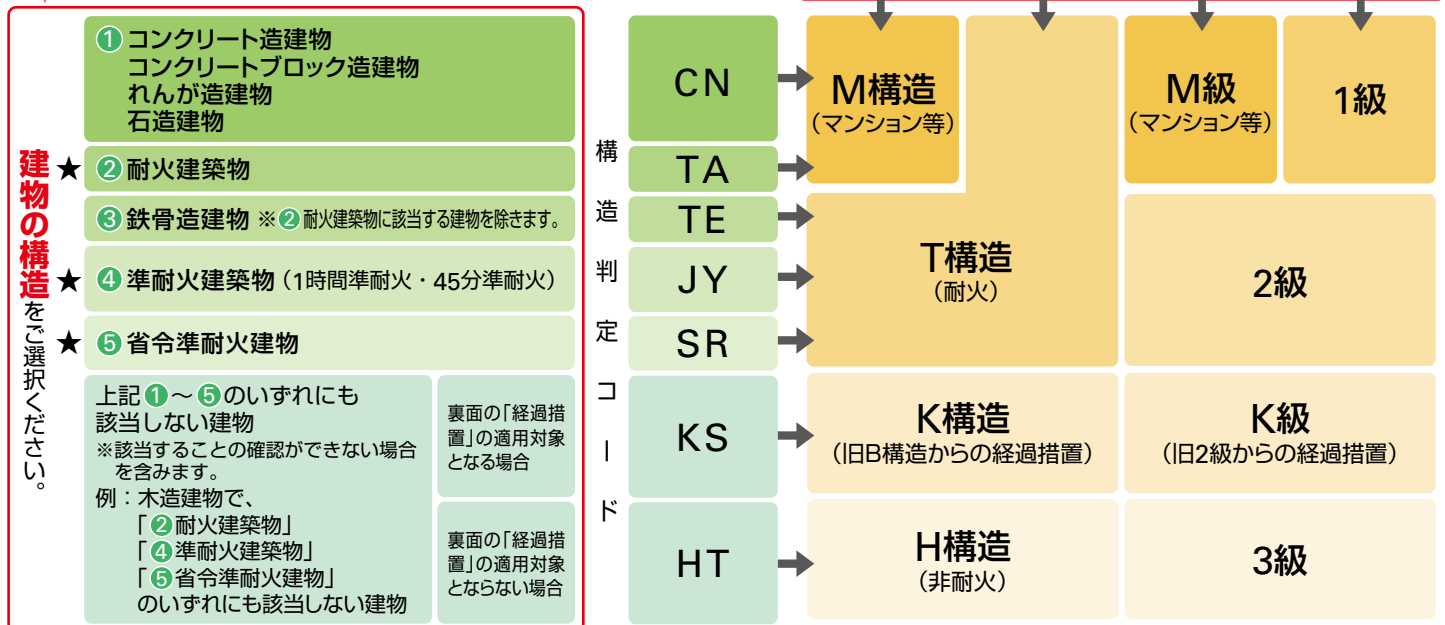 建物の構造をご選択ください。
① コンクリート造建物
コンクリートブロック造建物
れんが造建物
石造建物
★ ② 耐火建築物
③ 鉄骨造建物 ※② 耐火建築物に該当する建物を除きます。
★ ④ 準耐火建築物（1時間準耐火・45分準耐火）
★ ⑤ 省令準耐火建物
上記①～⑤のいずれにも
該当しない建物
※該当することの確認ができない場合
を含みます。
例：木造建物で、
「②耐火建築物」
「④準耐火建築物」
「⑤省令準耐火建物」
のいずれにも該当しない建物
裏面の「経過措
置」の適用対象
となる場合
裏面の「経過措
置」の適用対象
とならない場合
構造判定コード
CN
TA
TE
JY
SR
KS
HT
M構造
（マンション等）
T構造
（耐火）
K構造
（旧B構造からの経過措置）
H構造
（非耐火）
M級
（マンション等）
1級
2級
K級
（旧2級からの経過措置）
3級